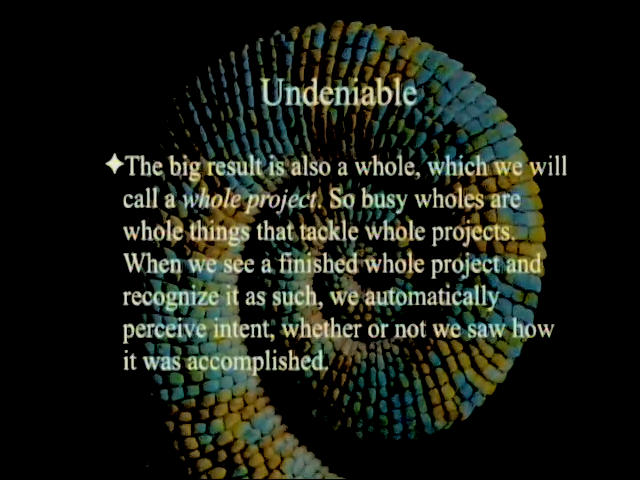 Undeniable
✦The big result is also a whole, which we will
call a whole project. So busy wholes are
whole things that tackle whole projects.
When we see a finished whole project and
recognize it as such, we automatically
perceive intent, whether or not we saw how
it was accomplished.